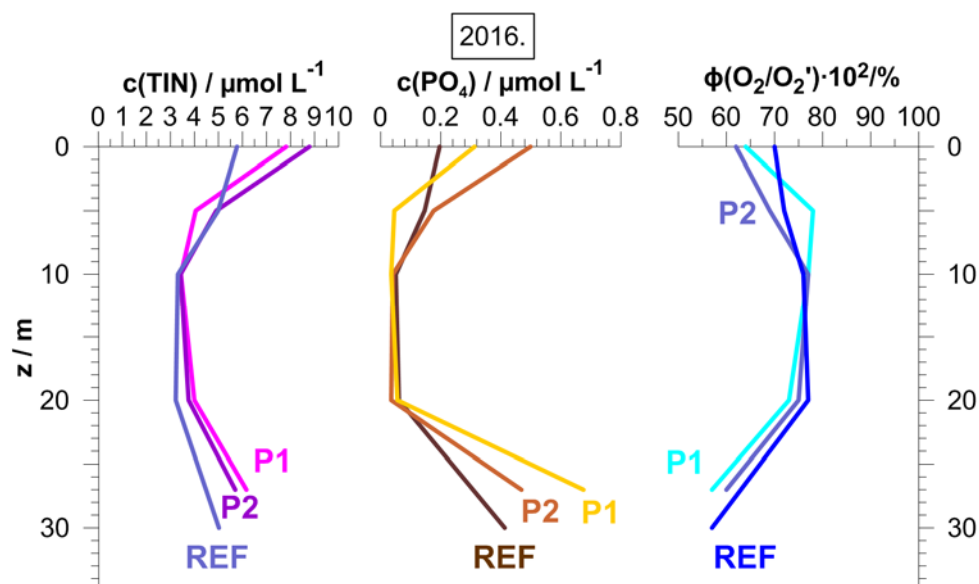 2016.
c(TIN) / µmol L⁻¹
c(PO₄) / µmol L⁻¹
ϕ(O₂/O₂')·10²/%
0 1 2 3 4 5 6 7 8 9 10
0 0.2 0.4 0.6 0.8
50 60 70 80 90 100
0
10
20
30
z / m
P1
P2
REF
P2
P1
REF
P2
P1
REF
0
10
20
30